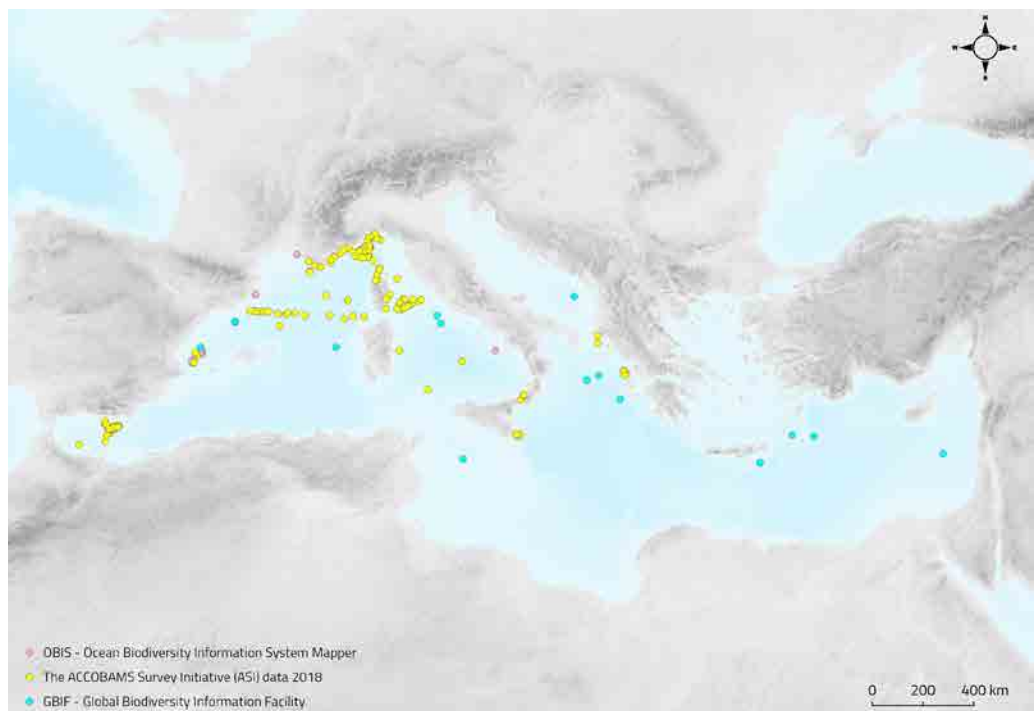 N
W E
S
OBIS - Ocean Biodiversity Information System Mapper
The ACCOBAMS Survey Initiative (ASI) data 2018
GBIF - Global Biodiversity Information Facility
0 200 400 km